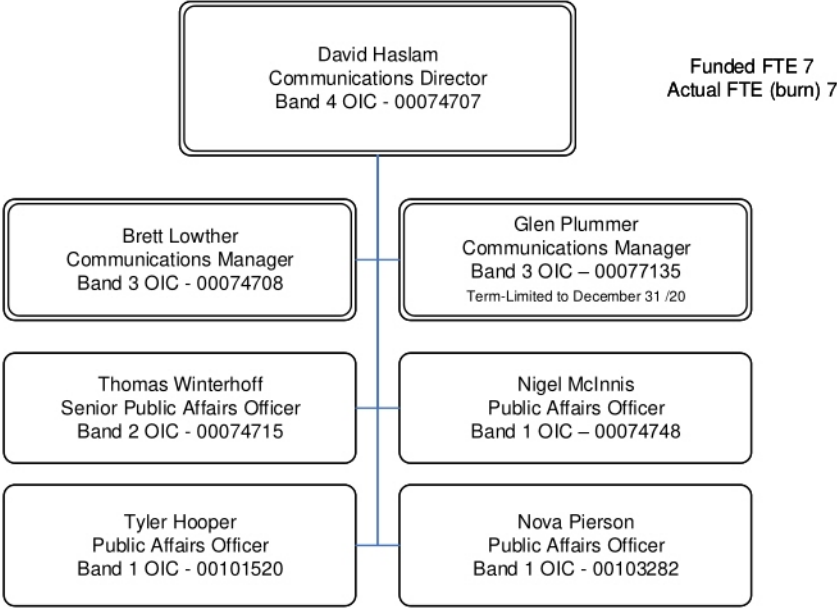 David Haslam
Communications Director
Band 4 OIC - 00074707
Funded FTE 7
Actual FTE (burn) 7
Brett Lowther
Communications Manager
Band 3 OIC - 00074708
Glen Plummer
Communications Manager
Band 3 OIC – 00077135
Term-Limited to December 31 /20
Thomas Winterhoff
Senior Public Affairs Officer
Band 2 OIC - 00074715
Nigel McInnis
Public Affairs Officer
Band 1 OIC – 00074748
Tyler Hooper
Public Affairs Officer
Band 1 OIC - 00101520
Nova Pierson
Public Affairs Officer
Band 1 OIC - 00103282